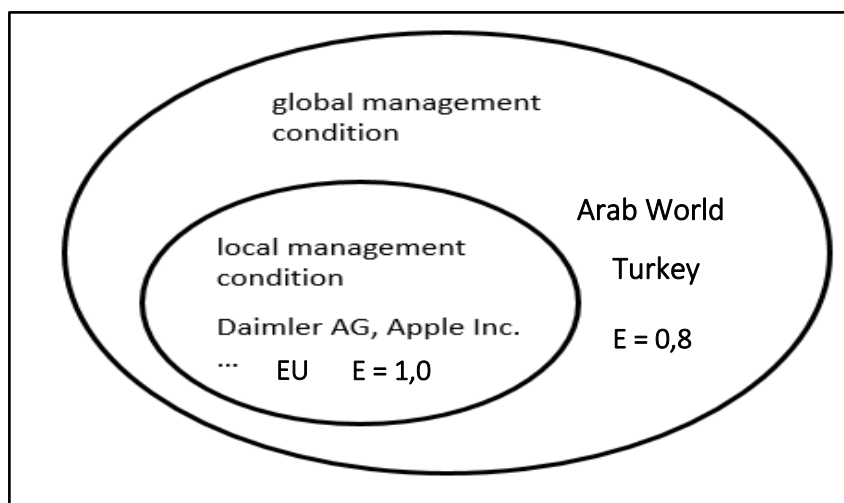 global management
condition
Arab World
Turkey
E = 0,8
local management
condition
Daimler AG, Apple Inc.
... EU E = 1,0